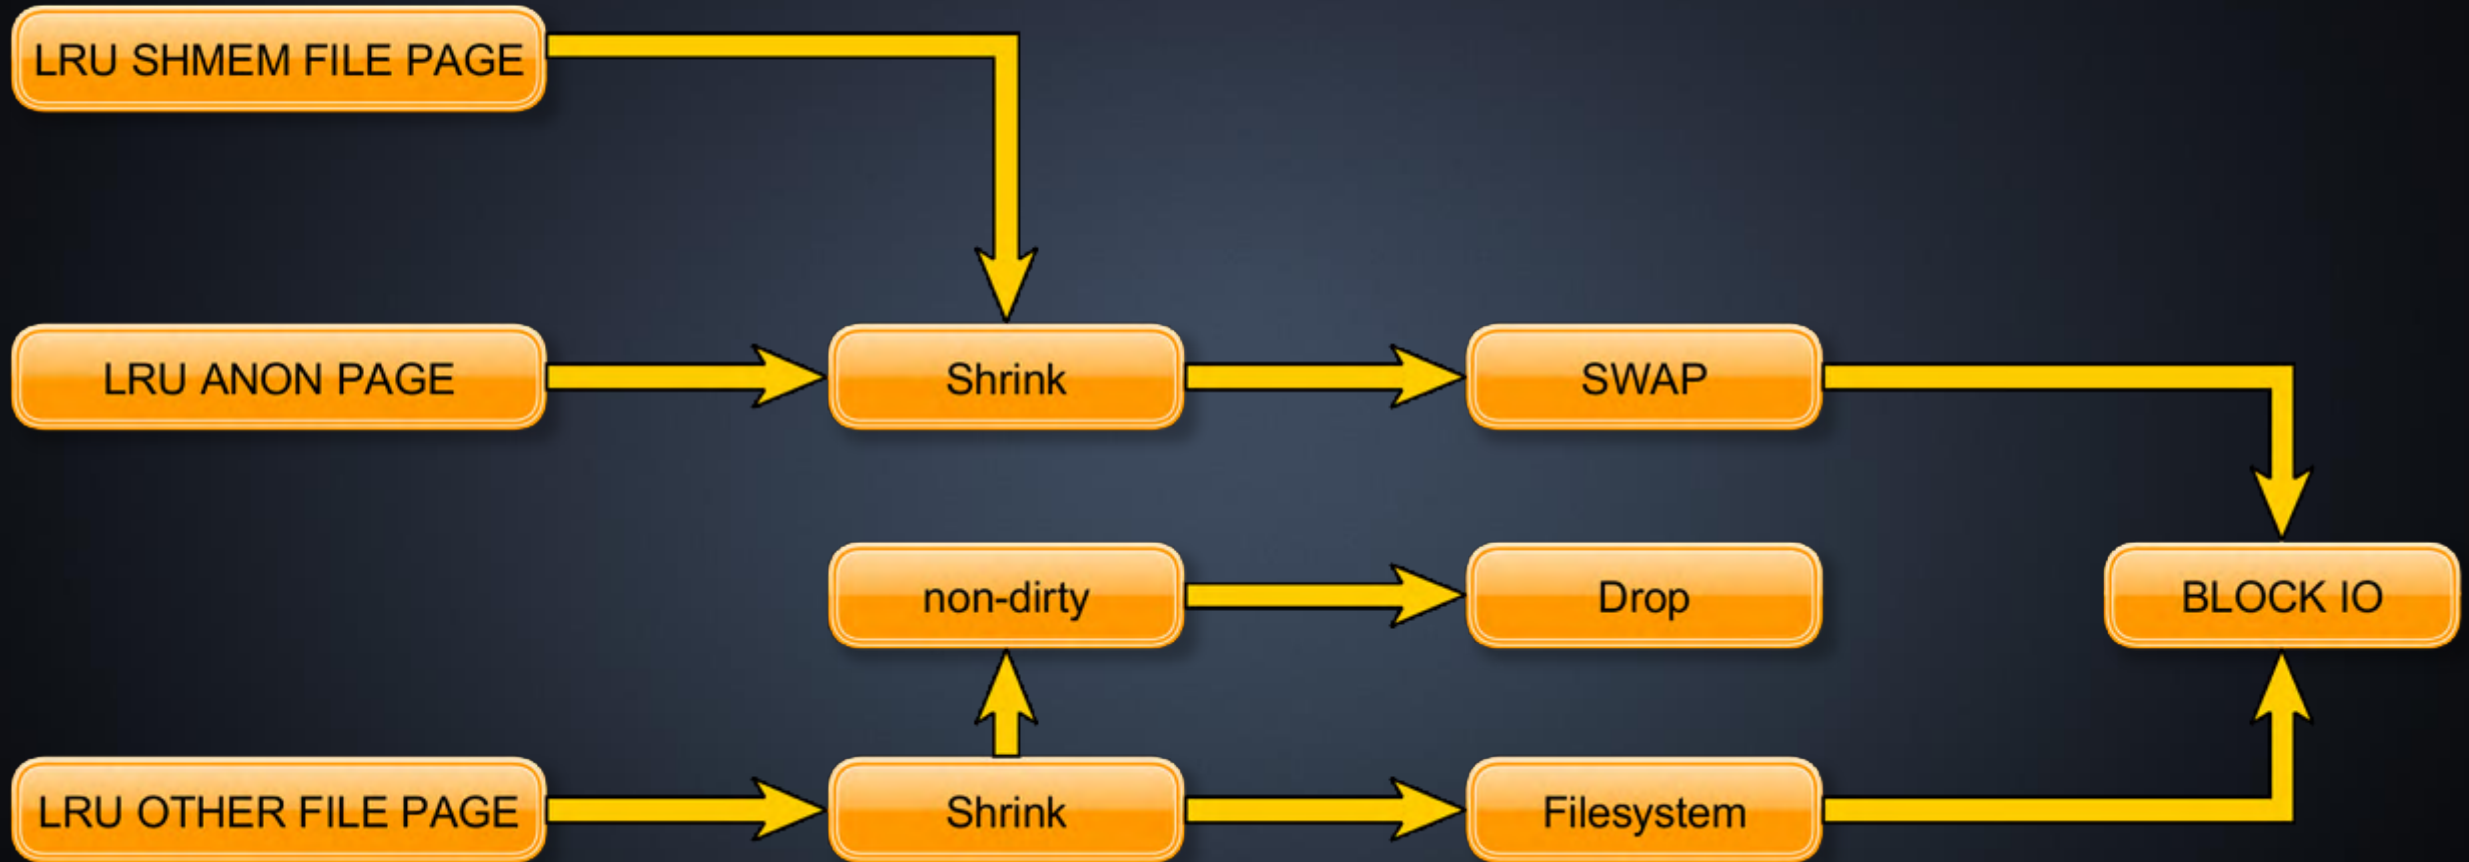 LRU SHMEM FILE PAGE
LRU ANON PAGE
Shrink
SWAP
non-dirty
Drop
BLOCK IO
LRU OTHER FILE PAGE
Shrink
Filesystem